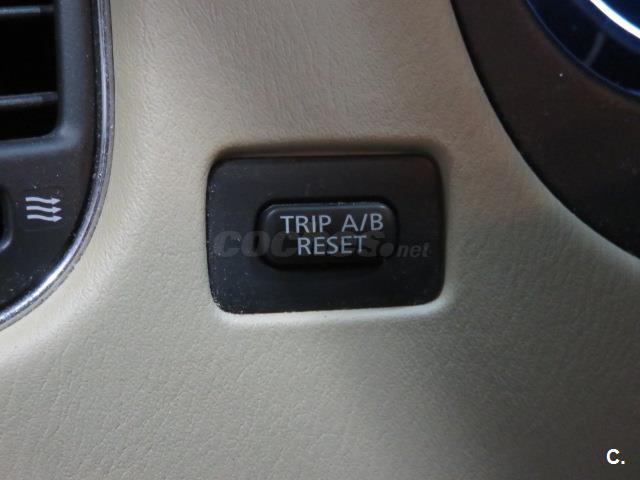 TRIP A/B
RESET
coches.net
C.